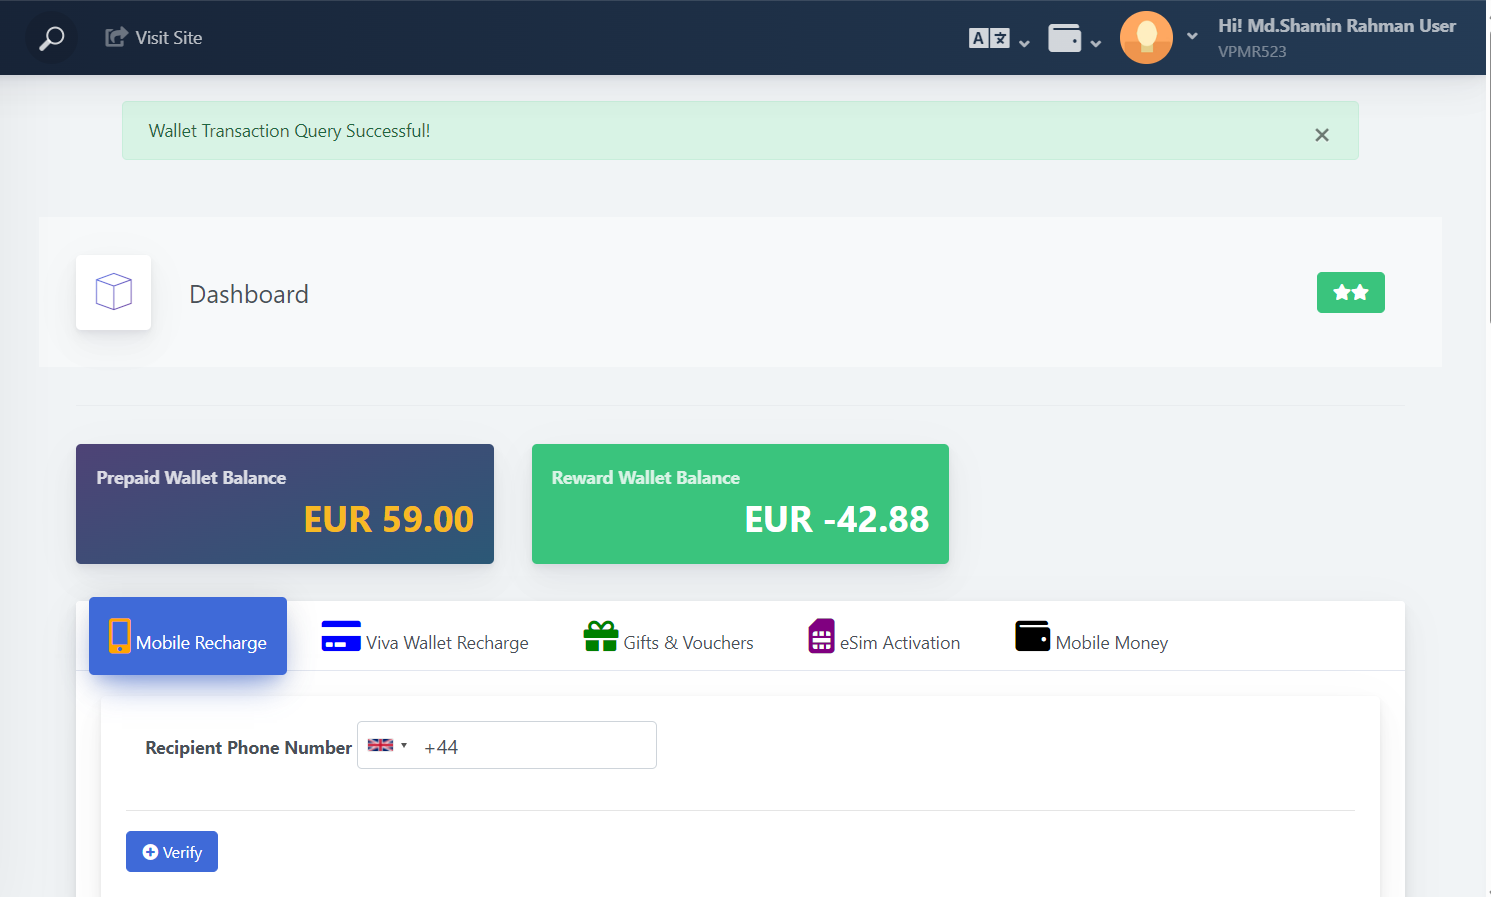 Visit Site
A
Hi! Md.Shamin Rahman User
VPMR523
Wallet Transaction Query Successful!
Dashboard
Prepaid Wallet Balance
EUR 59.00
Reward Wallet Balance
EUR -42.88
Mobile Recharge
Viva Wallet Recharge
Gifts & Vouchers
eSim Activation
Mobile Money
Recipient Phone Number
+44
Verify